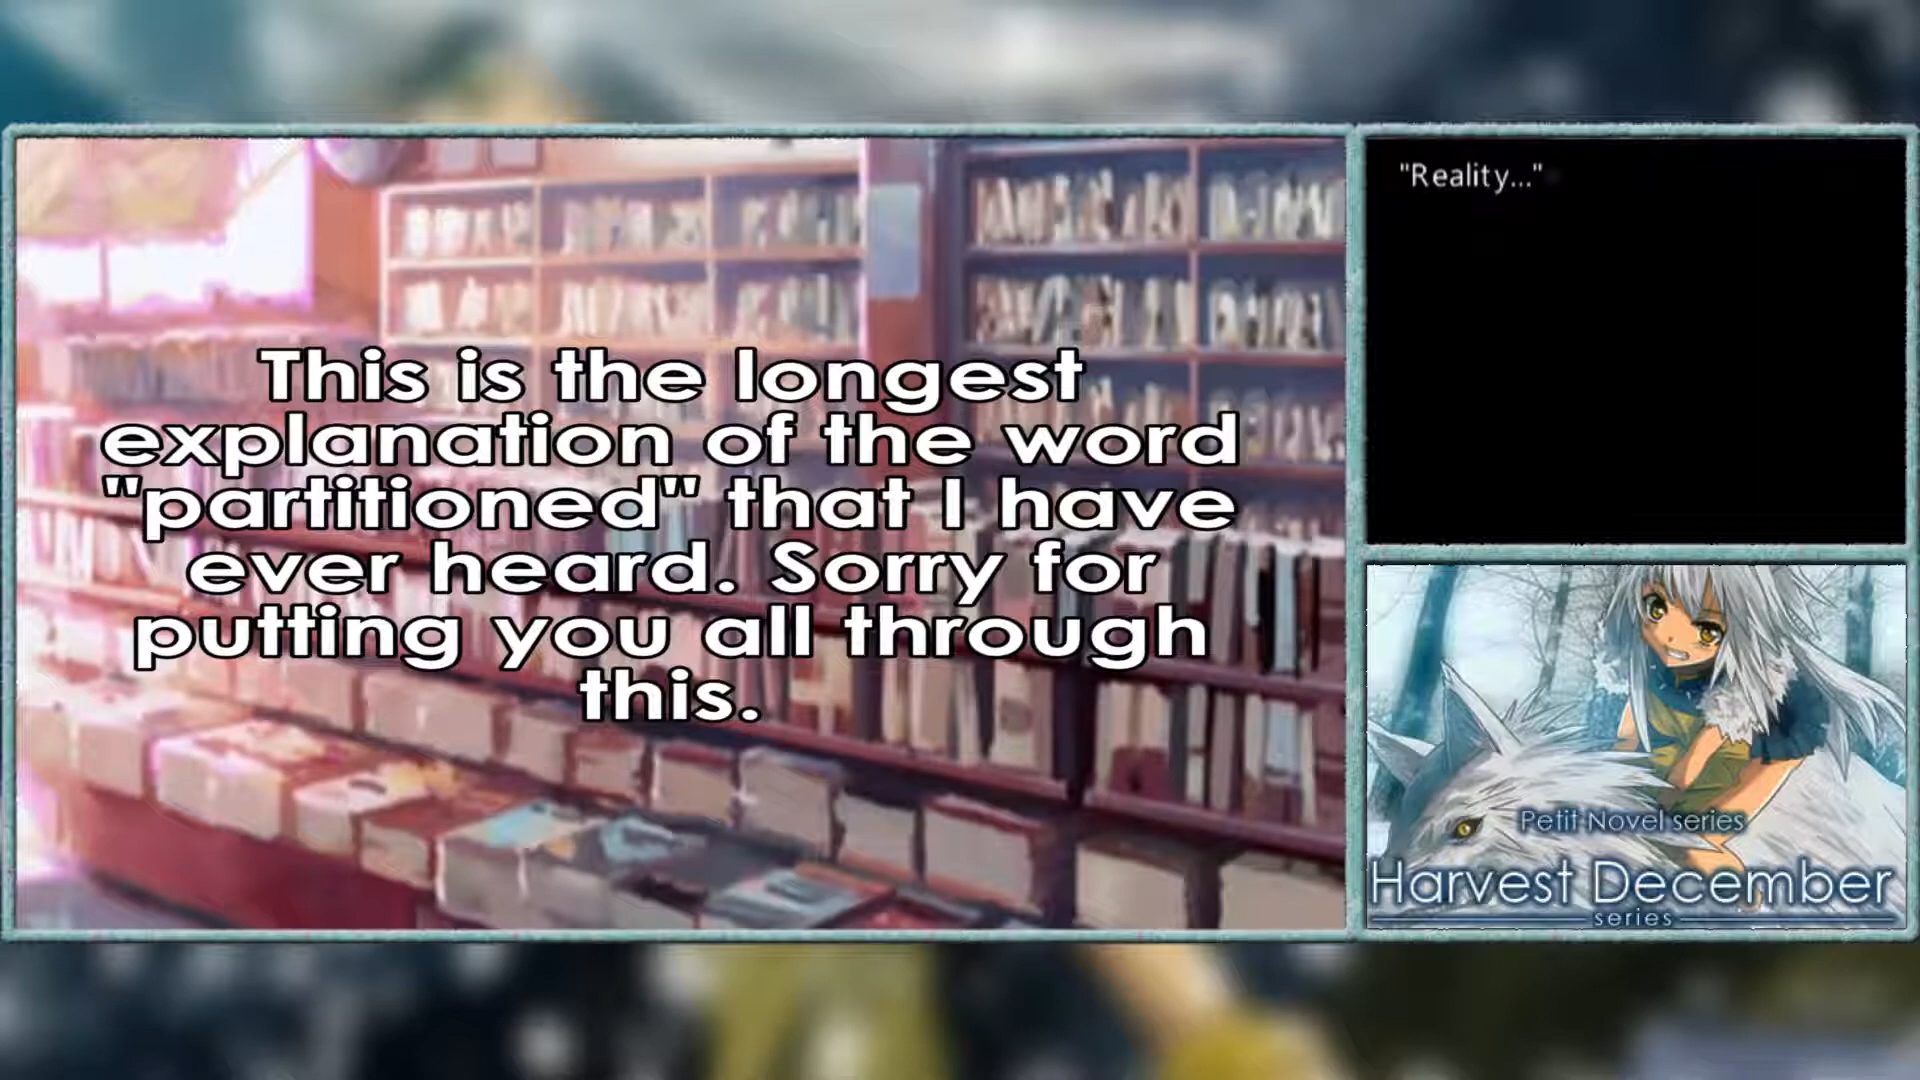 This is the longest
explanation of the word
"partitioned" that I have
ever heard. Sorry for
putting you all through
this.
"Reality..."
Petit Novel series
Harvest December
series